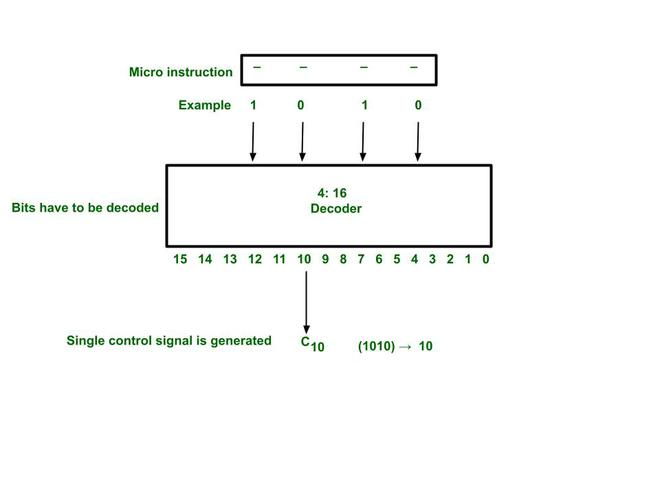 Micro instruction – – – –
Example 1 0 1 0
4: 16
Decoder
Bits have to be decoded
15 14 13 12 11 10 9 8 7 6 5 4 3 2 1 0
Single control signal is generated C10 (1010) → 10